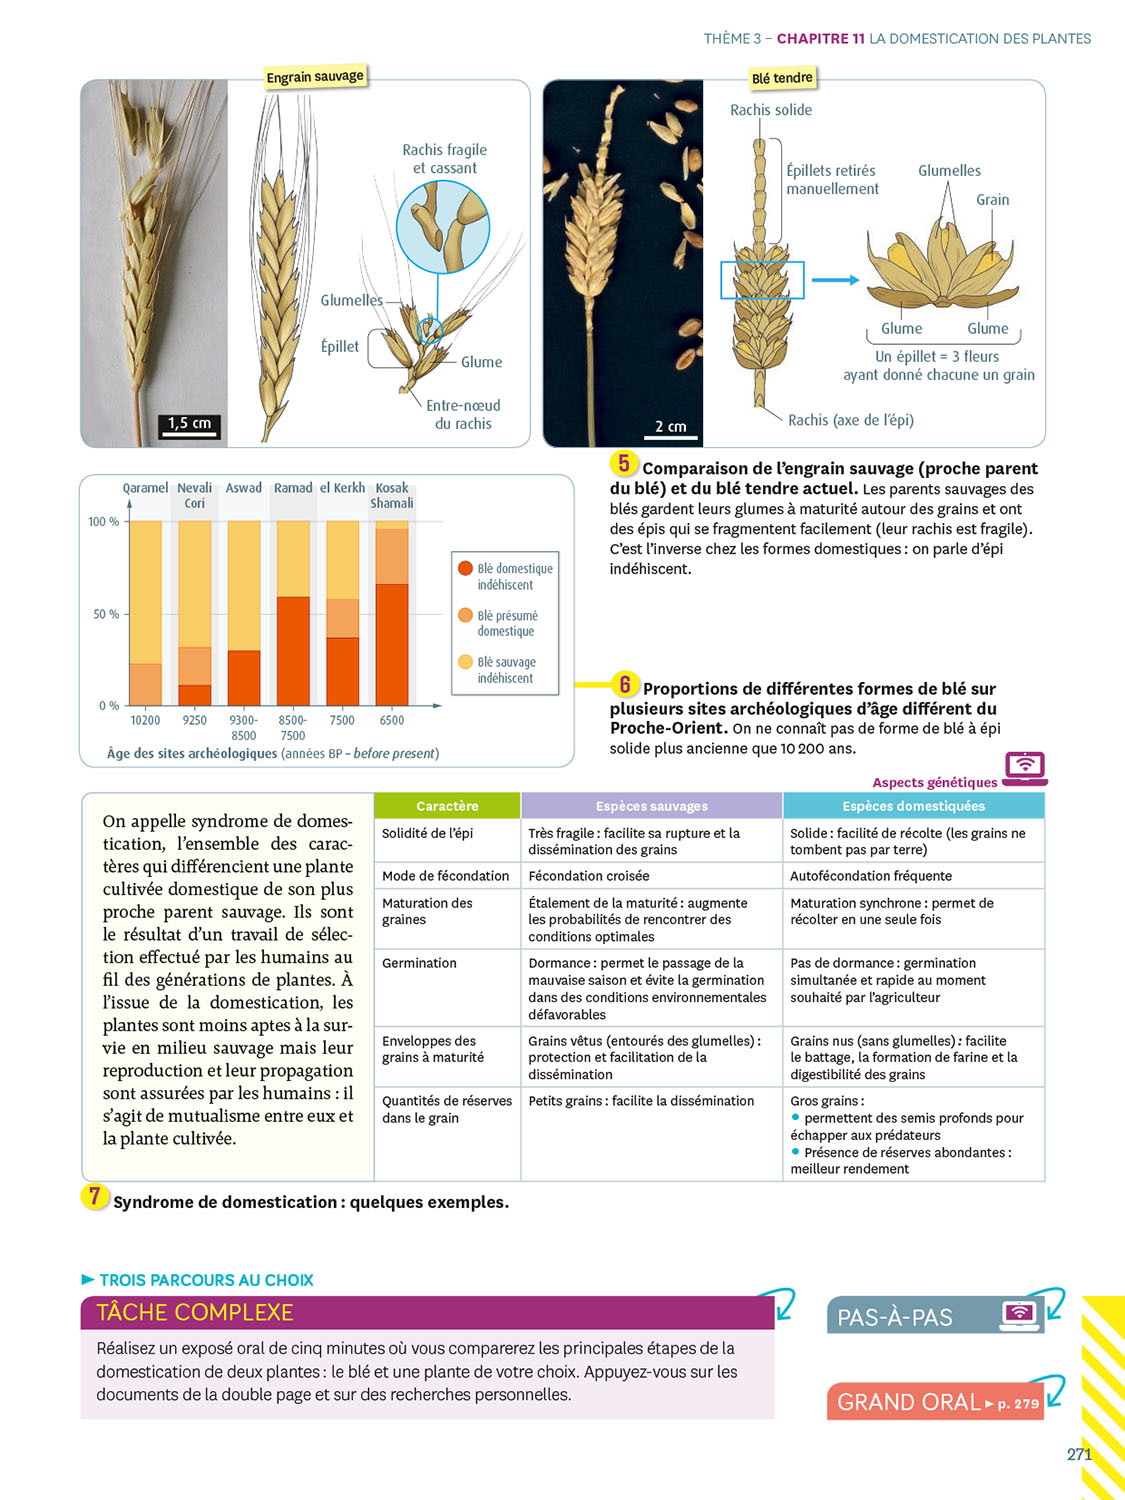 THÈME 3 – CHAPITRE 11 LA DOMESTICATION DES PLANTES
Engrain sauvage
Rachis fragile
et cassant
Glumelles
Épillet
Glume
Entre-nœud
du rachis
1,5 cm
Blé tendre
Rachis solide
Épillets retirés
manuellement
Glumelles
Grain
Glume
Glume
Un épillet = 3 fleurs
ayant donné chacune un grain
Rachis (axe de l'épi)
2 cm
5 Comparaison de l'engrain sauvage (proche parent
du blé) et du blé tendre actuel. Les parents sauvages des
blés gardent leurs glumes à maturité autour des grains et ont
des épis qui se fragmentent facilement (leur rachis est fragile).
C'est l'inverse chez les formes domestiques : on parle d'épi
indéhiscent.
Qaramel
Nevali
Cori
Aswad
Ramad
el Kerkh
Kosak
Shamali
100 %
50 %
0 %
10200
9250
9300-
8500
8500-
7500
7500
6500
Âge des sites archéologiques (années BP – before present)
Blé domestique
indéhiscent
Blé présumé
domestique
Blé sauvage
indéhiscent
6 Proportions de différentes formes de blé sur
plusieurs sites archéologiques d'âge différent du
Proche-Orient. On ne connaît pas de forme de blé à épi
solide plus ancienne que 10 200 ans.
Aspects génétiques
On appelle syndrome de domes-
tication, l'ensemble des carac-
tères qui différencient une plante
cultivée domestique de son plus
proche parent sauvage. Ils sont
le résultat d'un travail de sélec-
tion effectué par les humains au
fil des générations de plantes. À
l'issue de la domestication, les
plantes sont moins aptes à la sur-
vie en milieu sauvage mais leur
reproduction et leur propagation
sont assurées par les humains : il
s'agit de mutualisme entre eux et
la plante cultivée.
Caractère
Espèces sauvages
Espèces domestiquées
Solidité de l'épi
Très fragile : facilite sa rupture et la
dissémination des grains
Solide : facilité de récolte (les grains ne
tombent pas par terre)
Mode de fécondation
Fécondation croisée
Autofécondation fréquente
Maturation des
graines
Étalement de la maturité : augmente
les probabilités de rencontrer des
conditions optimales
Maturation synchrone : permet de
récolter en une seule fois
Germination
Dormance : permet le passage de la
mauvaise saison et évite la germination
dans des conditions environnementales
défavorables
Pas de dormance : germination
simultanée et rapide au moment
souhaité par l'agriculteur
Enveloppes des
grains à maturité
Grains vêtus (entourés des glumelles) :
protection et facilitation de la
dissémination
Grains nus (sans glumelles) : facilite
le battage, la formation de farine et la
digestibilité des grains
Quantités de réserves
dans le grain
Petits grains : facilite la dissémination
Gros grains :
• permettent des semis profonds pour
échapper aux prédateurs
• Présence de réserves abondantes :
meilleur rendement
7 Syndrome de domestication : quelques exemples.
► TROIS PARCOURS AU CHOIX
TÂCHE COMPLEXE
Réalisez un exposé oral de cinq minutes où vous comparerez les principales étapes de la
domestication de deux plantes : le blé et une plante de votre choix. Appuyez-vous sur les
documents de la double page et sur des recherches personnelles.
PAS-À-PAS
GRAND ORAL ► p. 279
271